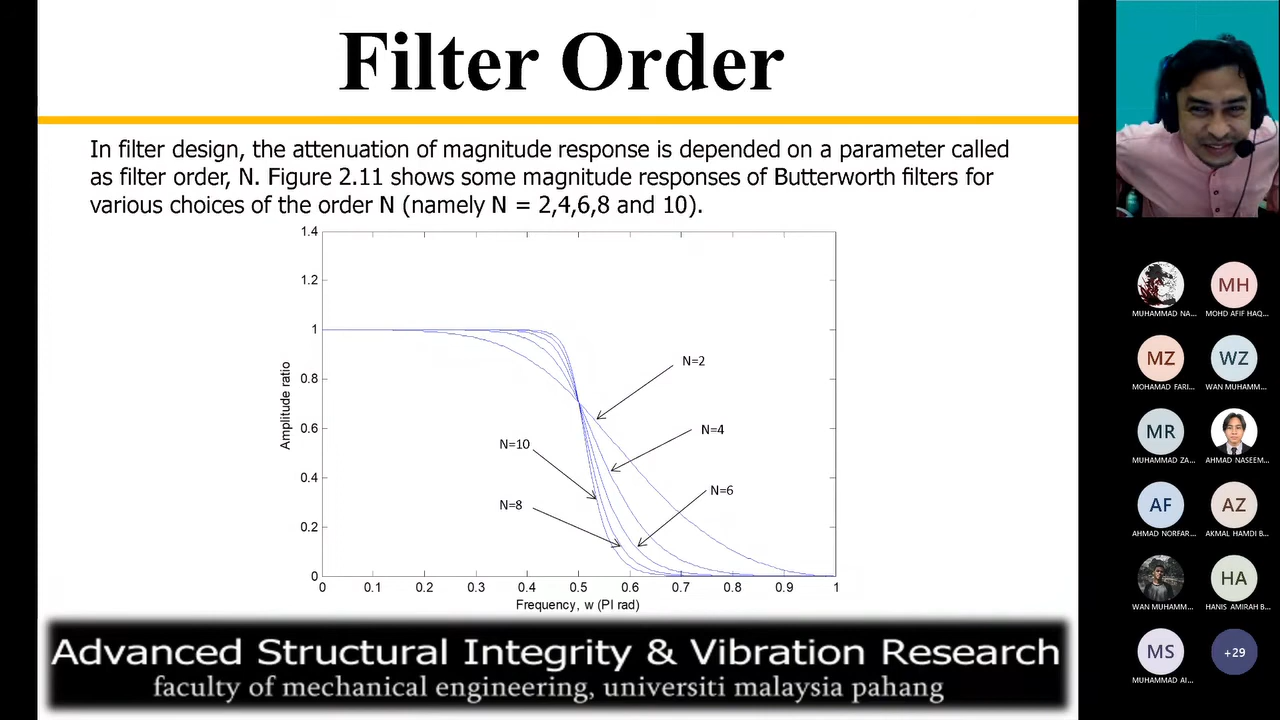 Filter Order
In filter design, the attenuation of magnitude response is depended on a parameter called
as filter order, N. Figure 2.11 shows some magnitude responses of Butterworth filters for
various choices of the order N (namely N = 2,4,6,8 and 10).
1.4
1.2
1
0.8
0.6
0.4
0.2
0
Amplitude ratio
N=2
N=4
N=10
N=6
N=8
0 0.1 0.2 0.3 0.4 0.5 0.6 0.7 0.8 0.9 1
Frequency, w (PI rad)
Advanced Structural Integrity & Vibration Research
faculty of mechanical engineering, universiti malaysia pahang
MUHAMMAD NA...
MH
MOHD AFIF HAQ...
MZ
MOHAMAD FARI...
WZ
WAN MUHAMM...
MR
MUHAMMAD ZA...
AHMAD NASEEM...
AF
AHMAD NORFAR...
AZ
AKMAL HAMDI B...
WAN MUHAMM...
HA
HANIS AMIRAH B...
MS
MUHAMMAD AI...
+29